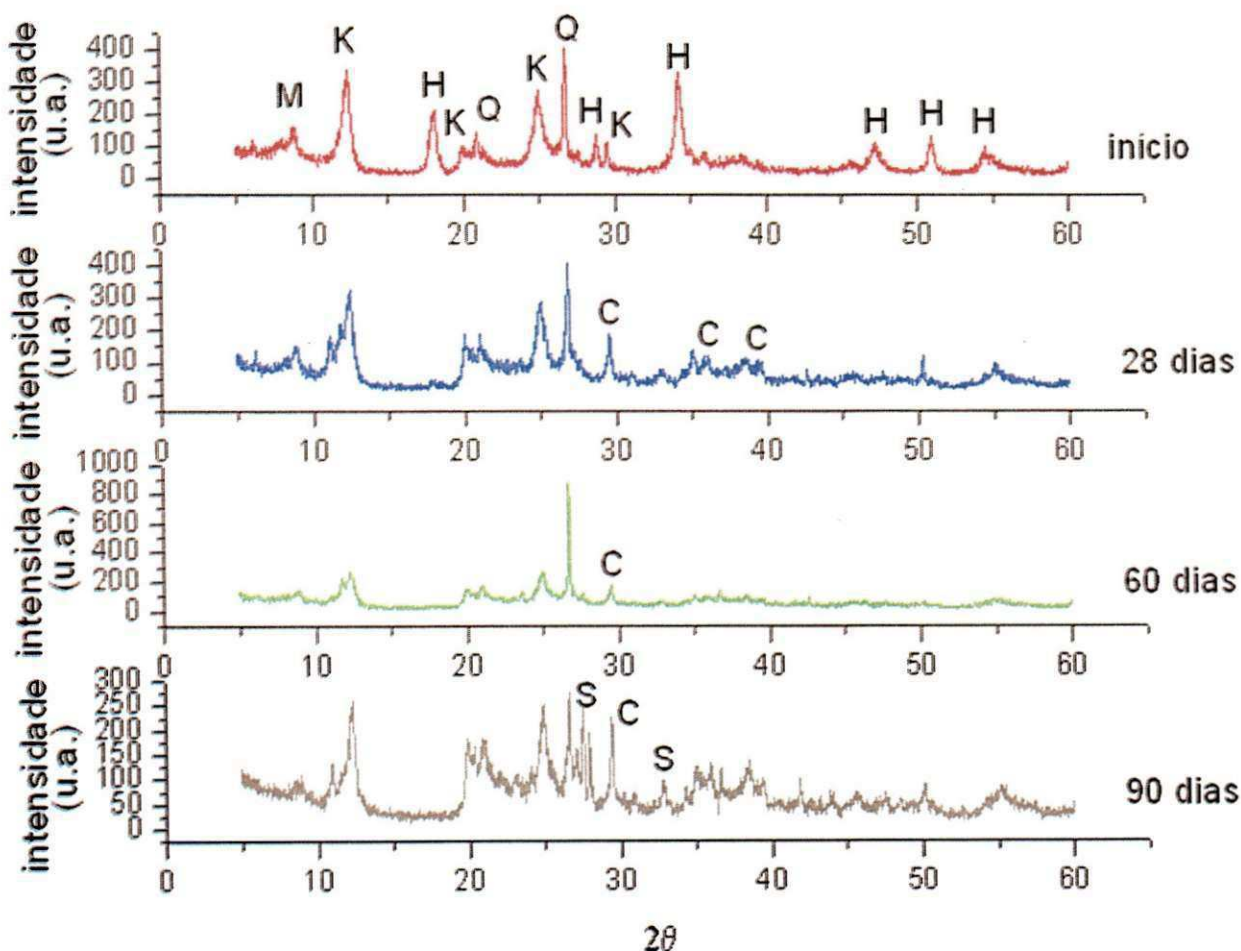 intensidade
(u.a.)
400
300
200
100
0
M K H K Q K Q H K H H H H
início
0 10 20 30 40 50 60
intensidade
(u.a.)
400
300
200
100
0
C C C
28 dias
0 10 20 30 40 50 60
intensidade
(u.a.)
1000
800
600
400
200
0
C
60 dias
0 10 20 30 40 50 60
intensidade
(u.a.)
300
250
200
150
100
50
0
S C S
90 dias
0 10 20 30 40 50 60
2θ